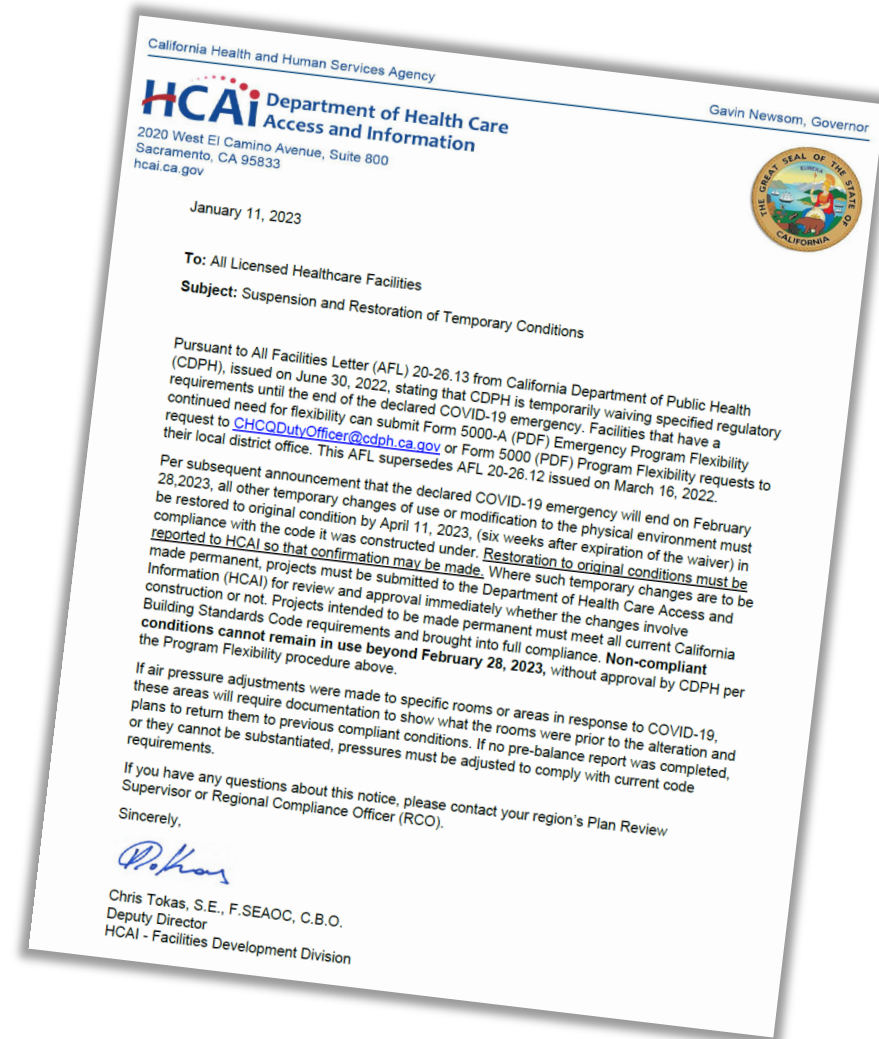 California Health and Human Services Agency
Gavin Newsom, Governor
HCAi Department of Health Care
Access and Information
2020 West El Camino Avenue, Suite 800
Sacramento, CA 95833
hcai.ca.gov
THE GREAT SEAL OF THE STATE OF CALIFORNIA
EUREKA
January 11, 2023
To: All Licensed Healthcare Facilities
Subject: Suspension and Restoration of Temporary Conditions
Pursuant to All Facilities Letter (AFL) 20-26.13 from California Department of Public Health
(CDPH), issued on June 30, 2022, stating that CDPH is temporarily waiving specified regulatory
requirements until the end of the declared COVID-19 emergency. Facilities that have a
continued need for flexibility can submit Form 5000-A (PDF) Emergency Program Flexibility
request to CHCQDutyOfficer@cdph.ca.gov or Form 5000 (PDF) Program Flexibility requests to
their local district office. This AFL supersedes AFL 20-26.12 issued on March 16, 2022.
Per subsequent announcement that the declared COVID-19 emergency will end on February
28,2023, all other temporary changes of use or modification to the physical environment must
be restored to original condition by April 11, 2023, (six weeks after expiration of the waiver) in
compliance with the code it was constructed under. Restoration to original conditions must be
reported to HCAI so that confirmation may be made. Where such temporary changes are to be
made permanent, projects must be submitted to the Department of Health Care Access and
Information (HCAI) for review and approval immediately whether the changes involve
construction or not. Projects intended to be made permanent must meet all current California
Building Standards Code requirements and brought into full compliance. Non-compliant
conditions cannot remain in use beyond February 28, 2023, without approval by CDPH per
the Program Flexibility procedure above.
If air pressure adjustments were made to specific rooms or areas in response to COVID-19,
these areas will require documentation to show what the rooms were prior to the alteration and
plans to return them to previous compliant conditions. If no pre-balance report was completed,
or they cannot be substantiated, pressures must be adjusted to comply with current code
requirements.
If you have any questions about this notice, please contact your region's Plan Review
Supervisor or Regional Compliance Officer (RCO).
Sincerely,
Chris Tokas, S.E., F.SEAOC, C.B.O.
Deputy Director
HCAI - Facilities Development Division